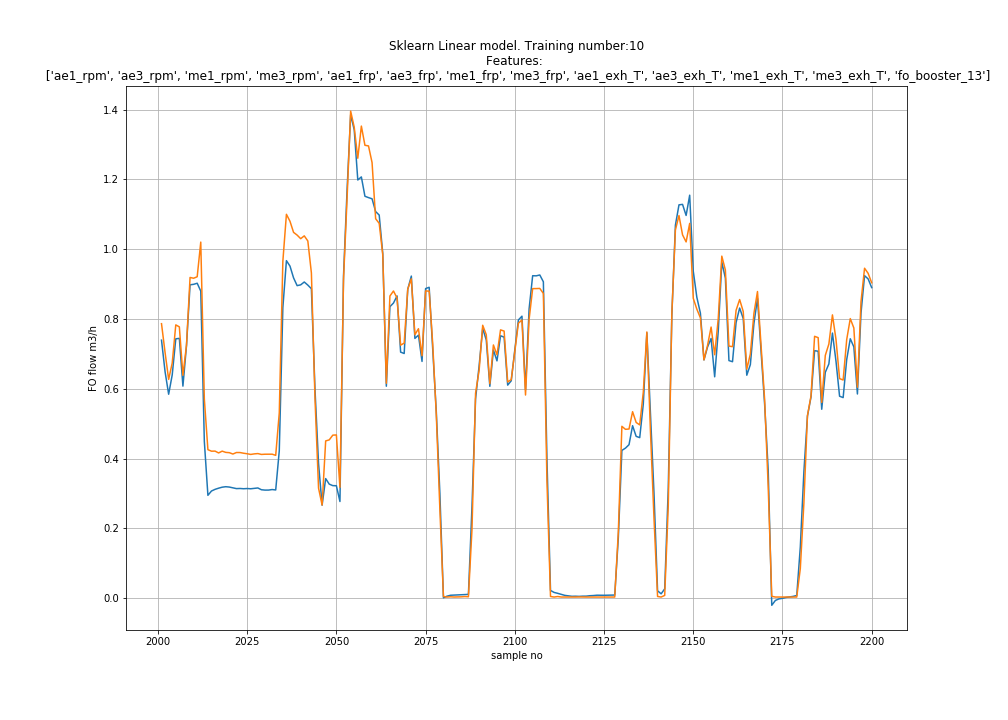 Sklearn Linear model. Training number:10
Features:
['ae1_rpm', 'ae3_rpm', 'me1_rpm', 'me3_rpm', 'ae1_frp', 'ae3_frp', 'me1_frp', 'me3_frp', 'ae1_exh_T', 'ae3_exh_T', 'me1_exh_T', 'me3_exh_T', 'fo_booster_13']
1.4
1.2
1.0
0.8
0.6
0.4
0.2
0.0
FO flow m3/h
2000 2025 2050 2075 2100 2125 2150 2175 2200
sample no